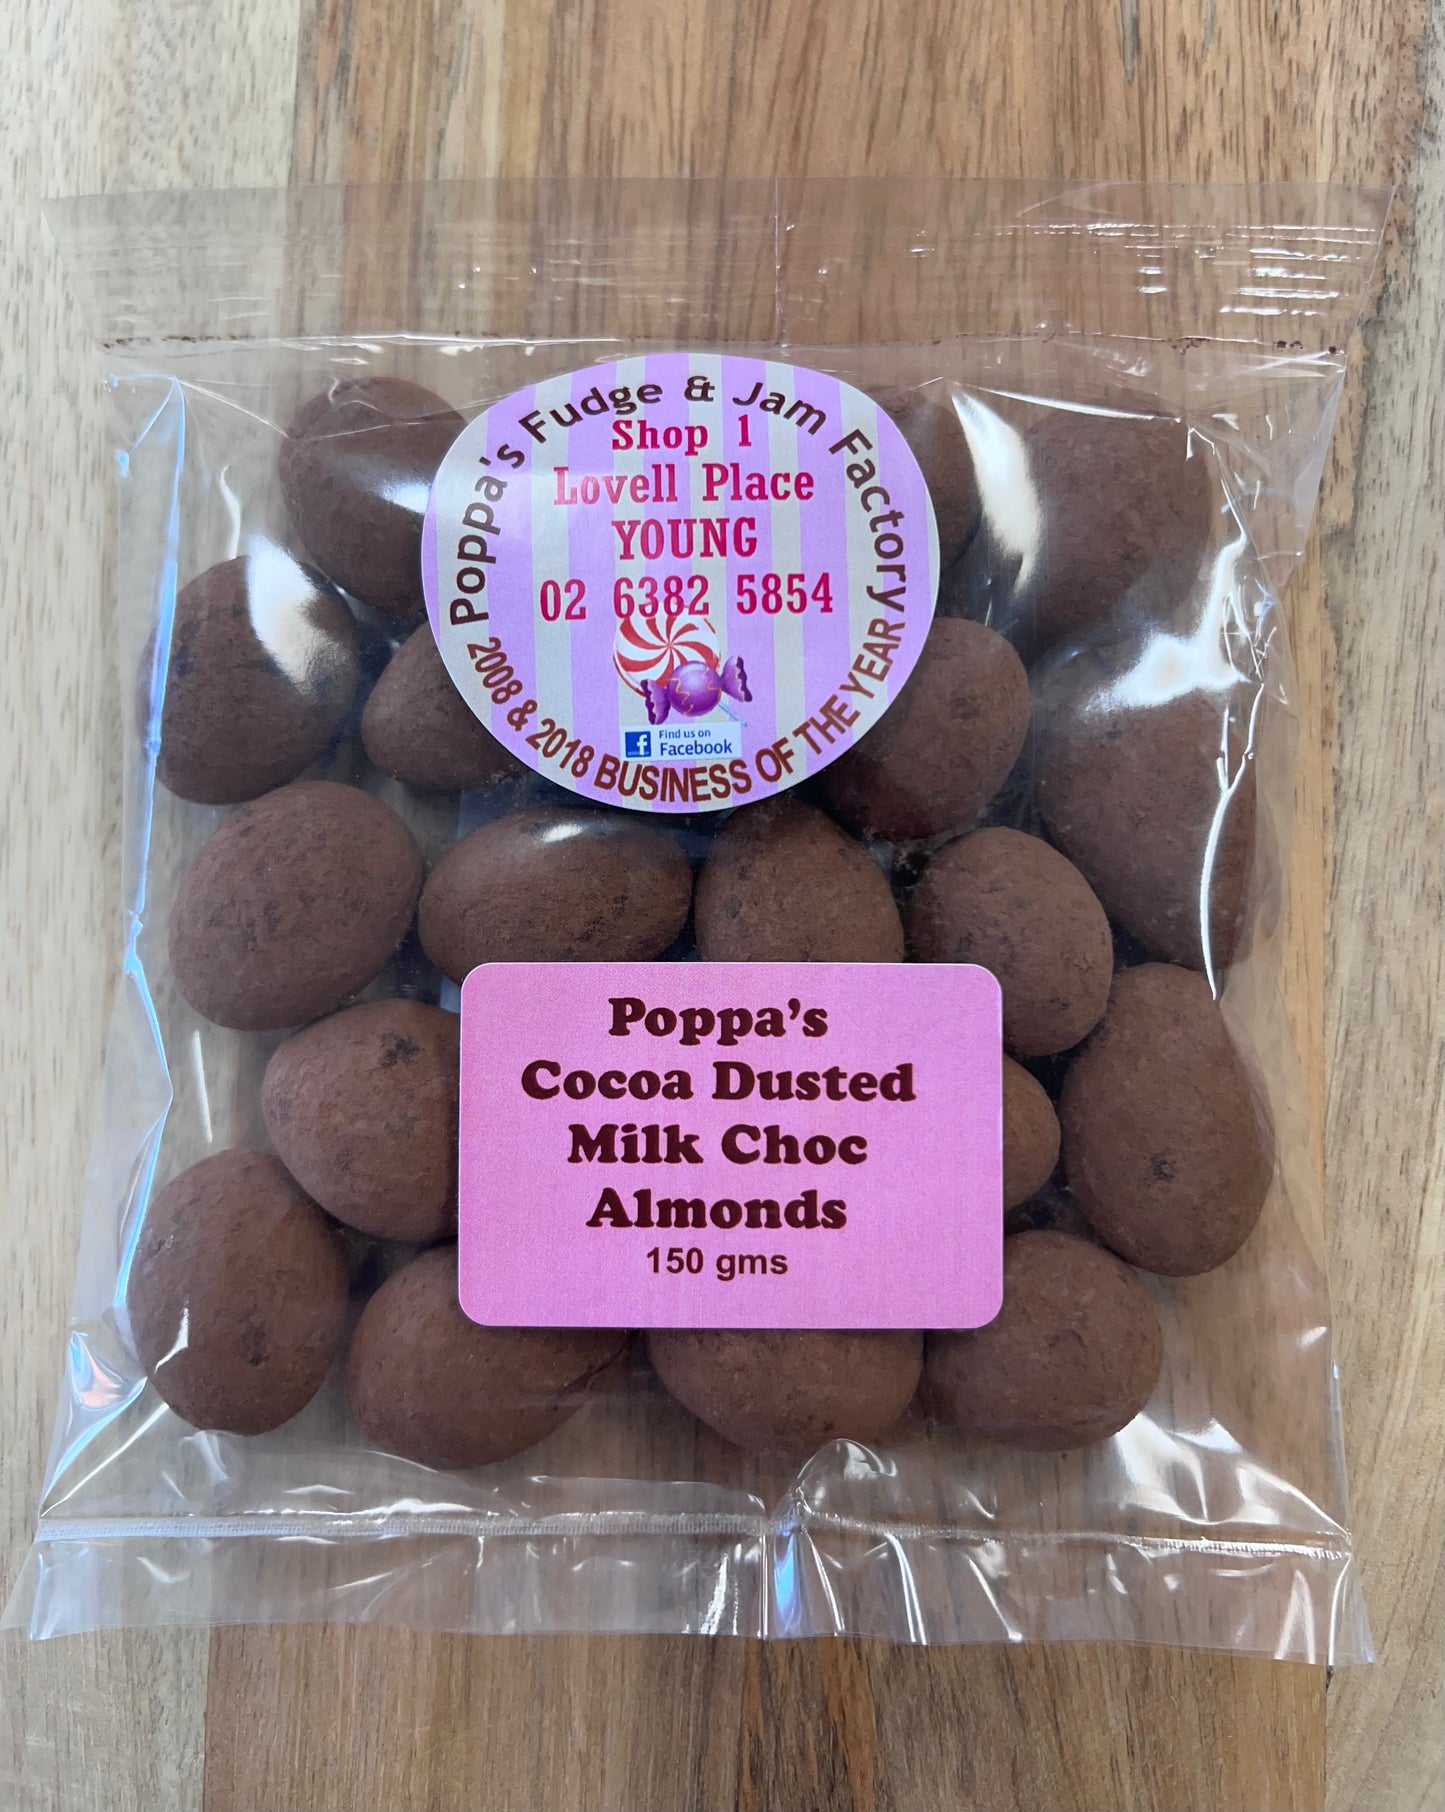 Poppa's Fudge & Jam Factory
Shop 1
Lovell Place
YOUNG
02 6382 5854
Find us on
Facebook
2008 & 2018 BUSINESS OF THE YEAR
Poppa's
Cocoa Dusted
Milk Choc
Almonds
150 gms